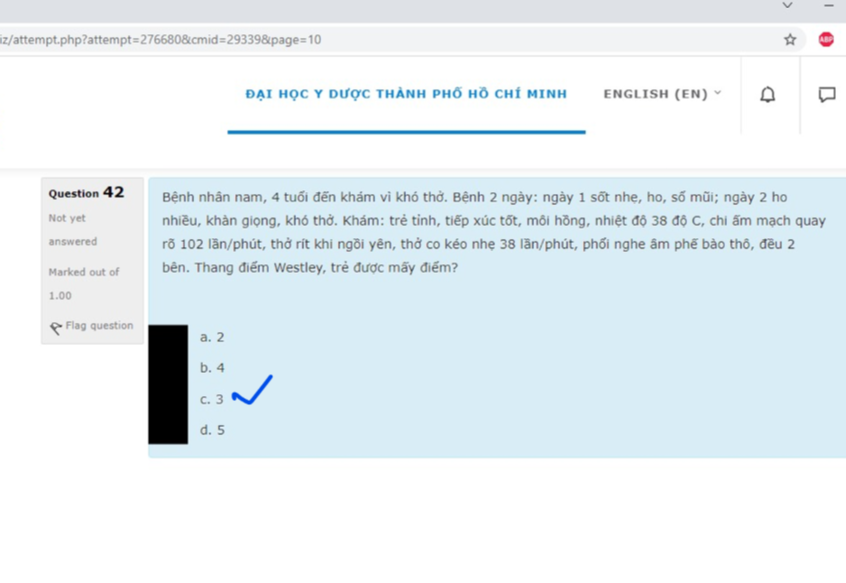 iz/attempt.php?attempt=276680&cmid=29339&page=10
ABP
ĐẠI HỌC Y DƯỢC THÀNH PHỐ HỒ CHÍ MINH
ENGLISH (EN)
Question 42
Not yet
answered
Marked out of
1.00
Flag question
Bệnh nhân nam, 4 tuổi đến khám vì khó thở. Bệnh 2 ngày: ngày 1 sốt nhẹ, ho, sổ mũi; ngày 2 ho
nhiều, khàn giọng, khó thở. Khám: trẻ tỉnh, tiếp xúc tốt, môi hồng, nhiệt độ 38 độ C, chi ấm mạch quay
rõ 102 lần/phút, thở rít khi ngồi yên, thở co kéo nhẹ 38 lần/phút, phổi nghe âm phế bào thô, đều 2
bên. Thang điểm Westley, trẻ được mấy điểm?
a. 2
b. 4
c. 3
d. 5